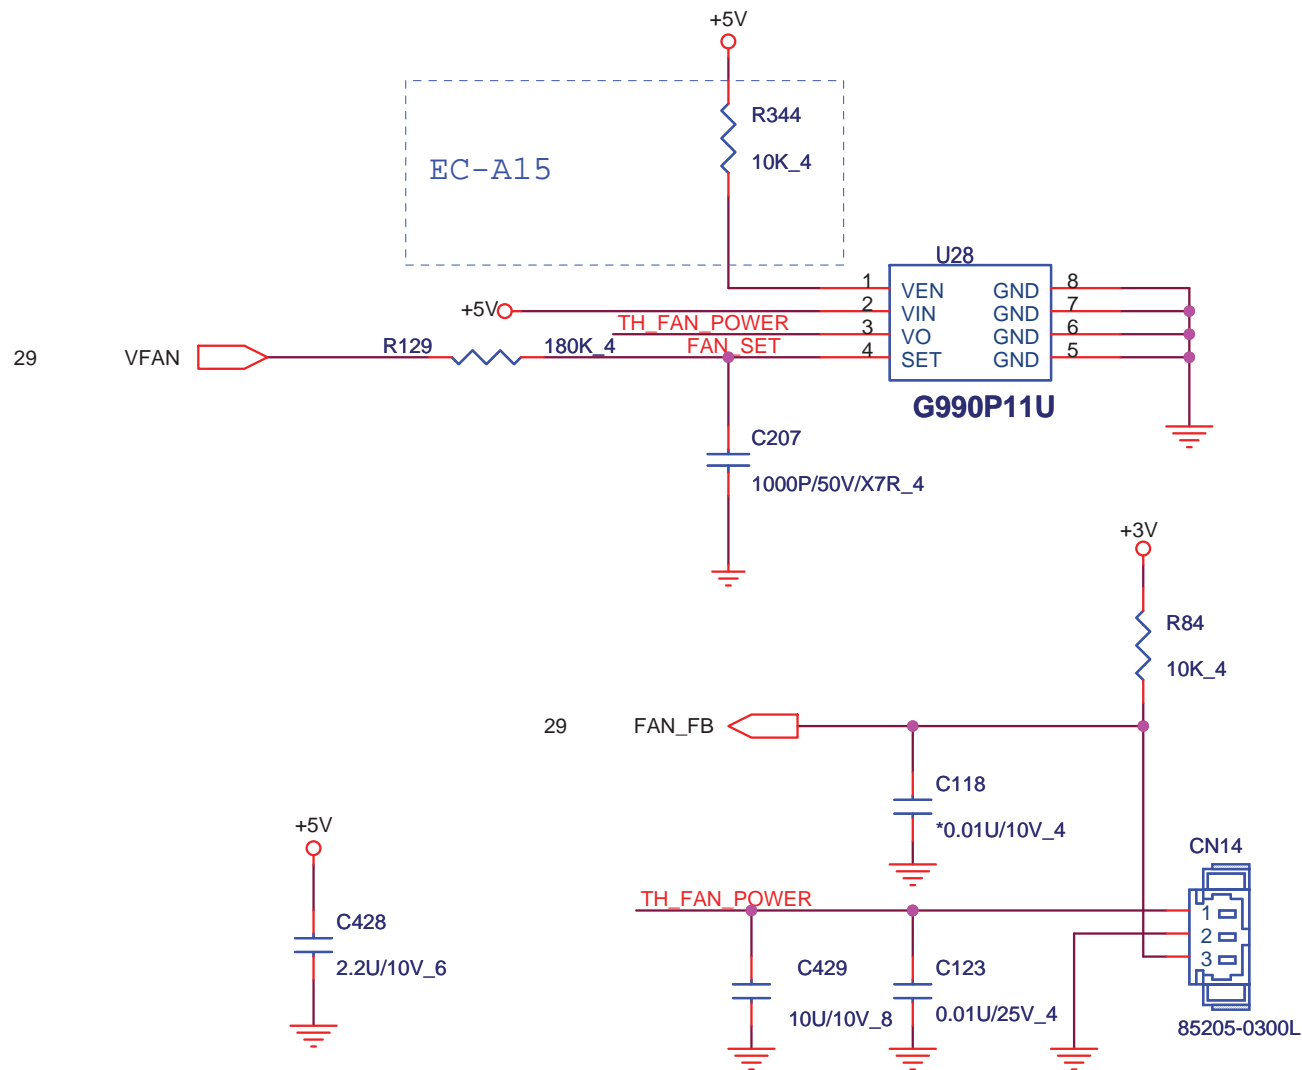 +5V
R344
10K_4
EC-A15
U28
1 VEN GND 8
+5V 2 VIN GND 7
TH_FAN_POWER 3 VO GND 6
29 VFAN R129 180K_4 FAN_SET 4 SET GND 5
G990P11U
C207
1000P/50V/X7R_4
+3V
R84
10K_4
29 FAN_FB
C118
*0.01U/10V_4
+5V
CN14
TH_FAN_POWER
1
2
3
C428
2.2U/10V_6
C429
10U/10V_8
C123
0.01U/25V_4
85205-0300L